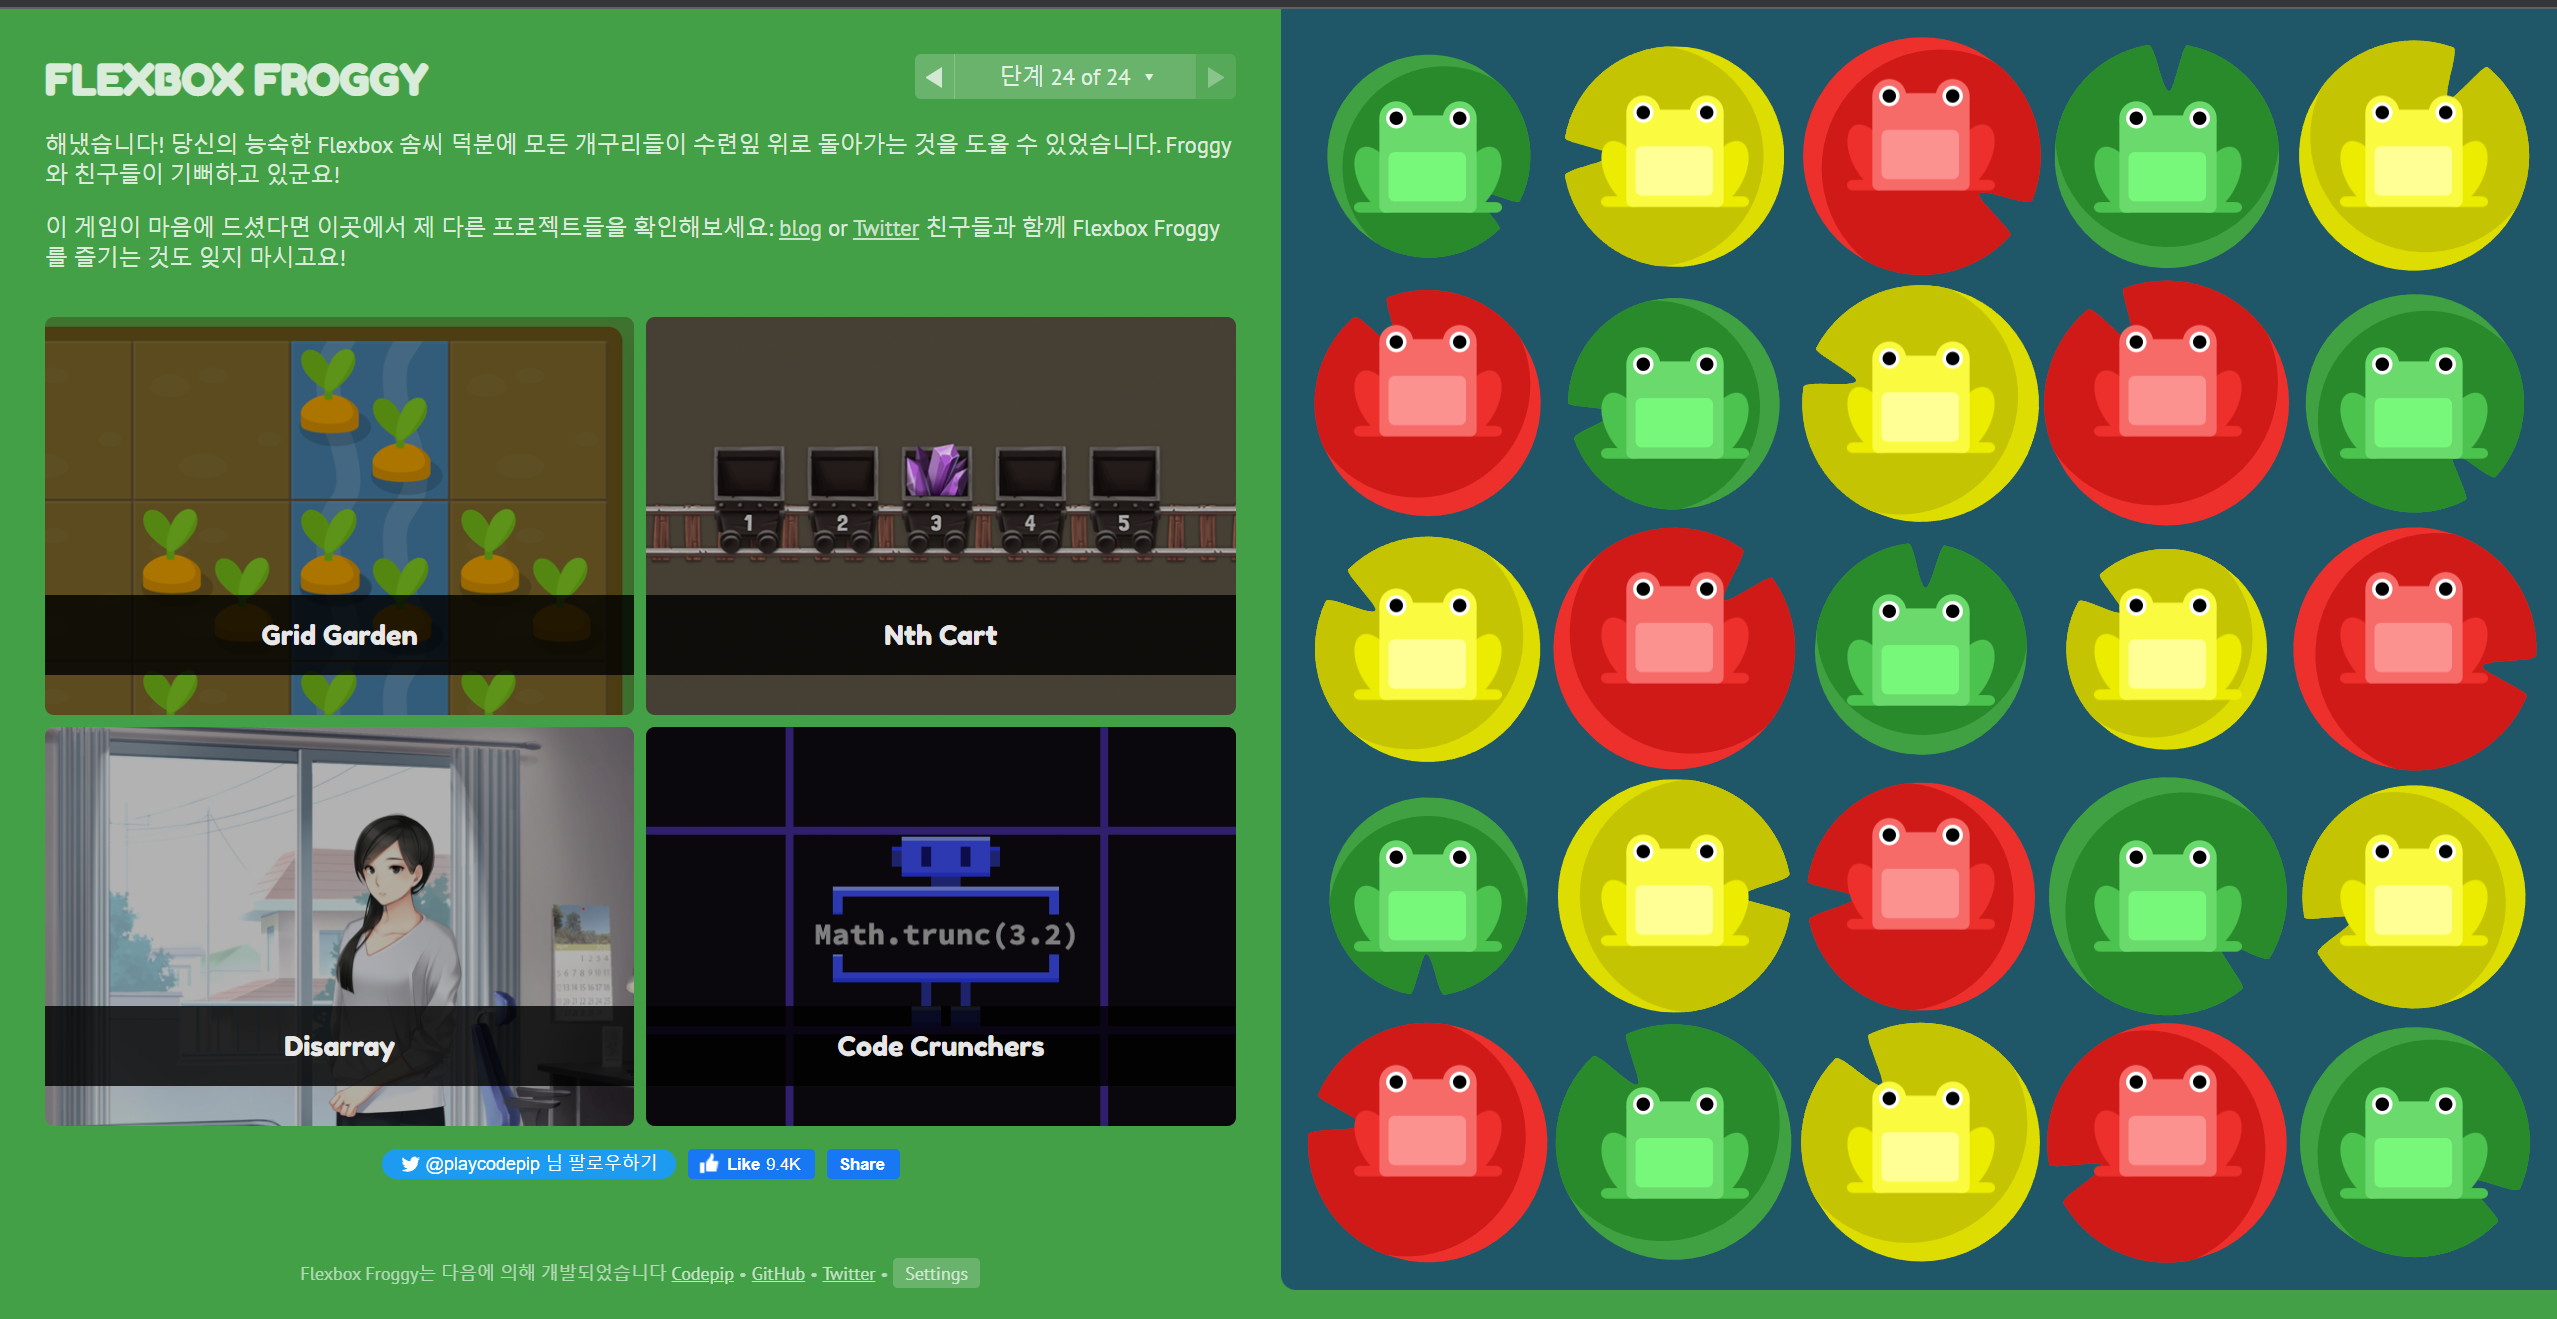 FLEXBOX FROGGY
단계 24 of 24
해냈습니다! 당신의 능숙한 Flexbox 솜씨 덕분에 모든 개구리들이 수련잎 위로 돌아가는 것을 도울 수 있었습니다. Froggy
와 친구들이 기뻐하고 있군요!
이 게임이 마음에 드셨다면 이곳에서 제 다른 프로젝트들을 확인해보세요: blog or Twitter 친구들과 함께 Flexbox Froggy
를 즐기는 것도 잊지 마시고요!
1 2 3 4 5
Grid Garden
Nth Cart
Math.trunc(3.2)
Disarray
Code Crunchers
@playcodepip 님 팔로우하기
Like 9.4K
Share
Flexbox Froggy는 다음에 의해 개발되었습니다 Codepip • GitHub • Twitter • Settings